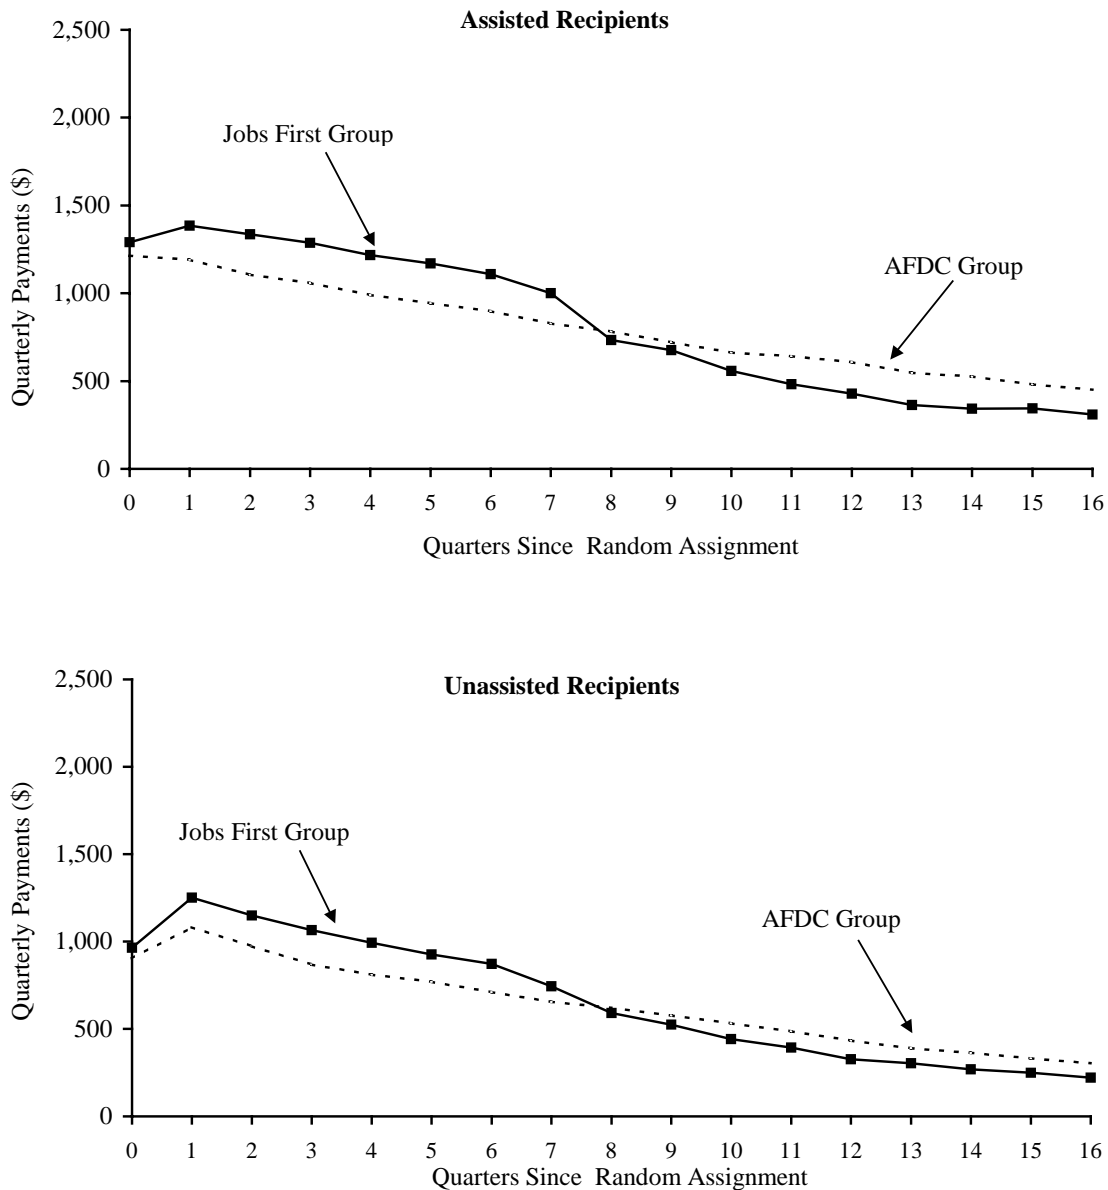 Assisted Recipients
2,500
2,000
Jobs First Group
1,500
AFDC Group
1,000
500
0
Quarterly Payments ($)
0 1 2 3 4 5 6 7 8 9 10 11 12 13 14 15 16
Quarters Since Random Assignment
Unassisted Recipients
2,500
2,000
Jobs First Group
1,500
AFDC Group
1,000
500
0
Quarterly Payments ($)
0 1 2 3 4 5 6 7 8 9 10 11 12 13 14 15 16
Quarters Since Random Assignment